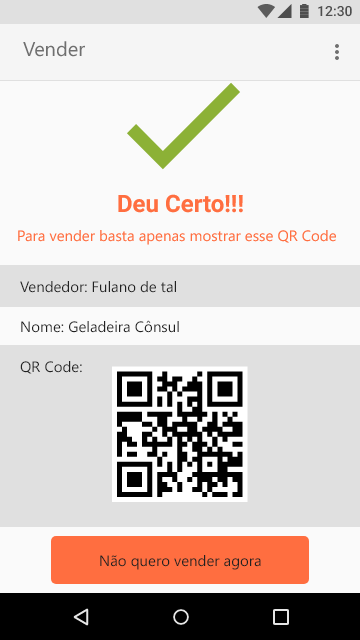 12:30
Vender
Deu Certo!!!
Para vender basta apenas mostrar esse QR Code
Vendedor: Fulano de tal
Nome: Geladeira Cônsul
QR Code:
Não quero vender agora